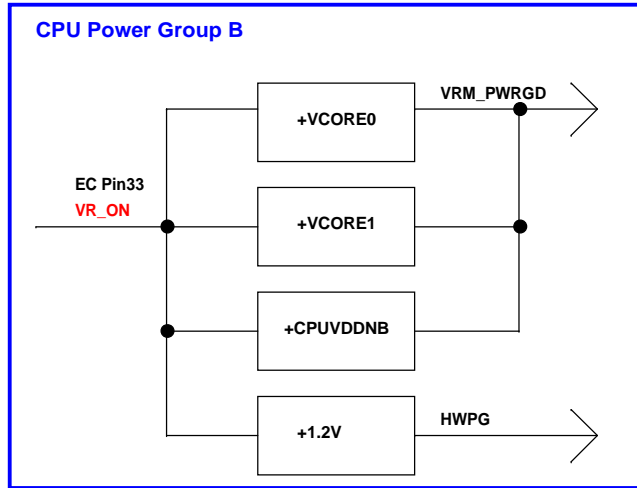 CPU Power Group B
+VCORE0
VRM_PWRGD
EC Pin33
VR_ON
+VCORE1
+CPUVDDNB
+1.2V
HWPG